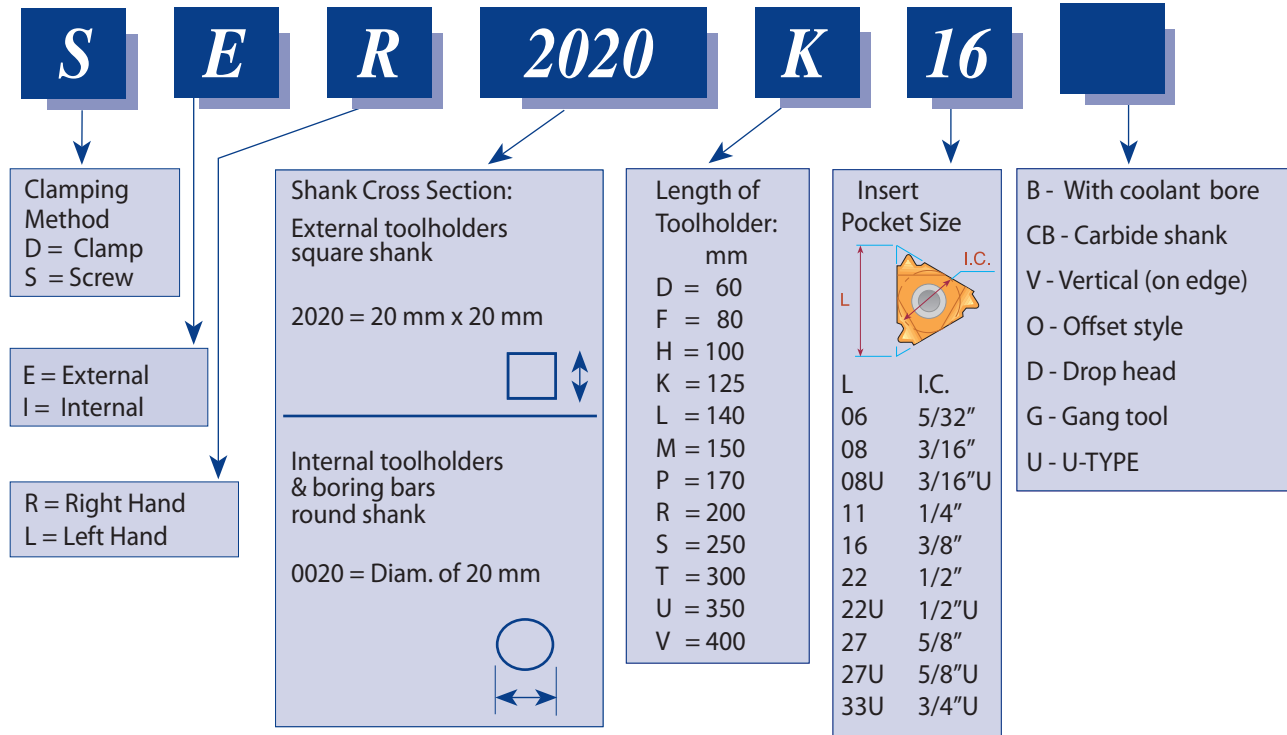 S E R 2020 K 16
Clamping
Method
D = Clamp
S = Screw
E = External
I = Internal
R = Right Hand
L = Left Hand
Shank Cross Section:
External toolholders
square shank
2020 = 20 mm x 20 mm
Internal toolholders
& boring bars
round shank
0020 = Diam. of 20 mm
Length of
Toolholder:
mm
D = 60
F = 80
H = 100
K = 125
L = 140
M = 150
P = 170
R = 200
S = 250
T = 300
U = 350
V = 400
Insert
Pocket Size
I.C.
L
L I.C.
06 5/32"
08 3/16"
08U 3/16"U
11 1/4"
16 3/8"
22 1/2"
22U 1/2"U
27 5/8"
27U 5/8"U
33U 3/4"U
B - With coolant bore
CB - Carbide shank
V - Vertical (on edge)
O - Offset style
D - Drop head
G - Gang tool
U - U-TYPE